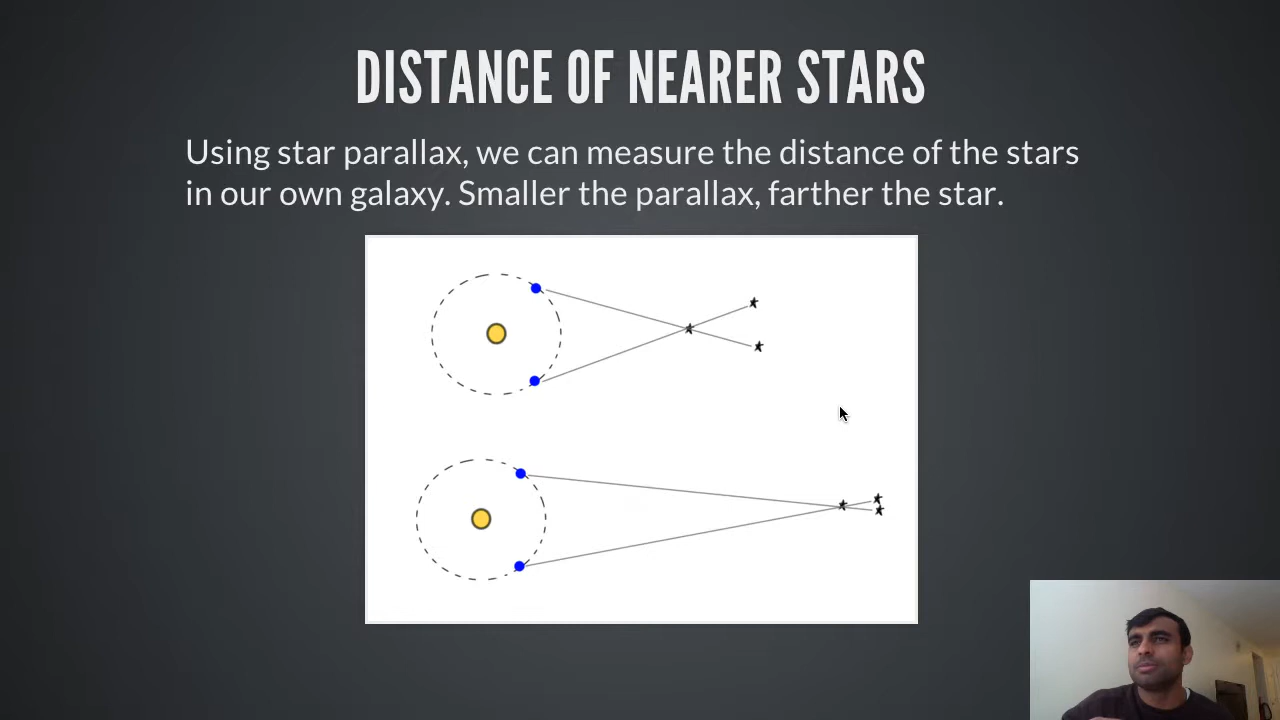 DISTANCE OF NEARER STARS
Using star parallax, we can measure the distance of the stars
in our own galaxy. Smaller the parallax, farther the star.